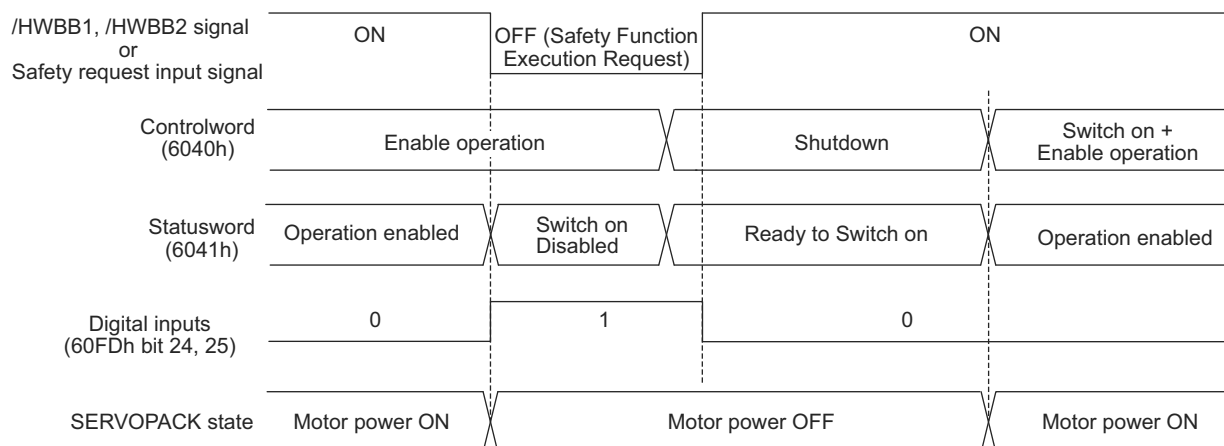 /HWBB1, /HWBB2 signal
or
Safety request input signal
ON
OFF (Safety Function
Execution Request)
ON
Controlword
(6040h)
Enable operation
Shutdown
Switch on +
Enable operation
Statusword
(6041h)
Operation enabled
Switch on
Disabled
Ready to Switch on
Operation enabled
Digital inputs
(60FDh bit 24, 25)
0
1
0
SERVOPACK state
Motor power ON
Motor power OFF
Motor power ON